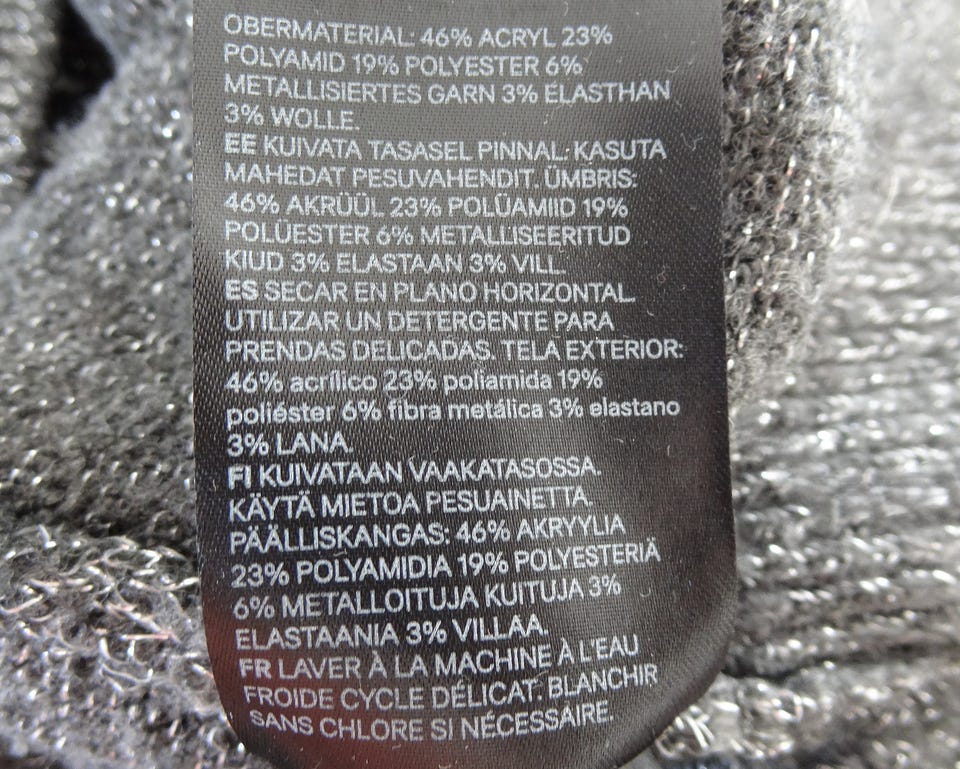 OBERMATERIAL: 46% ACRYL 23%
POLYAMID 19% POLYESTER 6%
METALLISIERTES GARN 3% ELASTHAN
3% WOLLE.
EE KUIVATA TASASEL PINNAL. KASUTA
MAHEDAT PESUVAHENDIT. ÜMBRIS:
46% AKRÜÜL 23% POLÜAMIID 19%
POLÜESTER 6% METALLISEERITUD
KIUD 3% ELASTAAN 3% VILL.
ES SECAR EN PLANO HORIZONTAL.
UTILIZAR UN DETERGENTE PARA
PRENDAS DELICADAS. TELA EXTERIOR:
46% acrílico 23% poliamida 19%
poliéster 6% fibra metálica 3% elastano
3% LANA.
FI KUIVATAAN VAAKATASOSSA.
KÄYTÄ MIETOA PESUAINETTA.
PÄÄLLISKANGAS: 46% AKRYYLIA
23% POLYAMIDIA 19% POLYESTERIÄ
6% METALLOITUJA KUITUJA 3%
ELASTAANIA 3% VILLAA.
FR LAVER À LA MACHINE À L'EAU
FROIDE CYCLE DÉLICAT. BLANCHIR
SANS CHLORE SI NÉCESSAIRE.